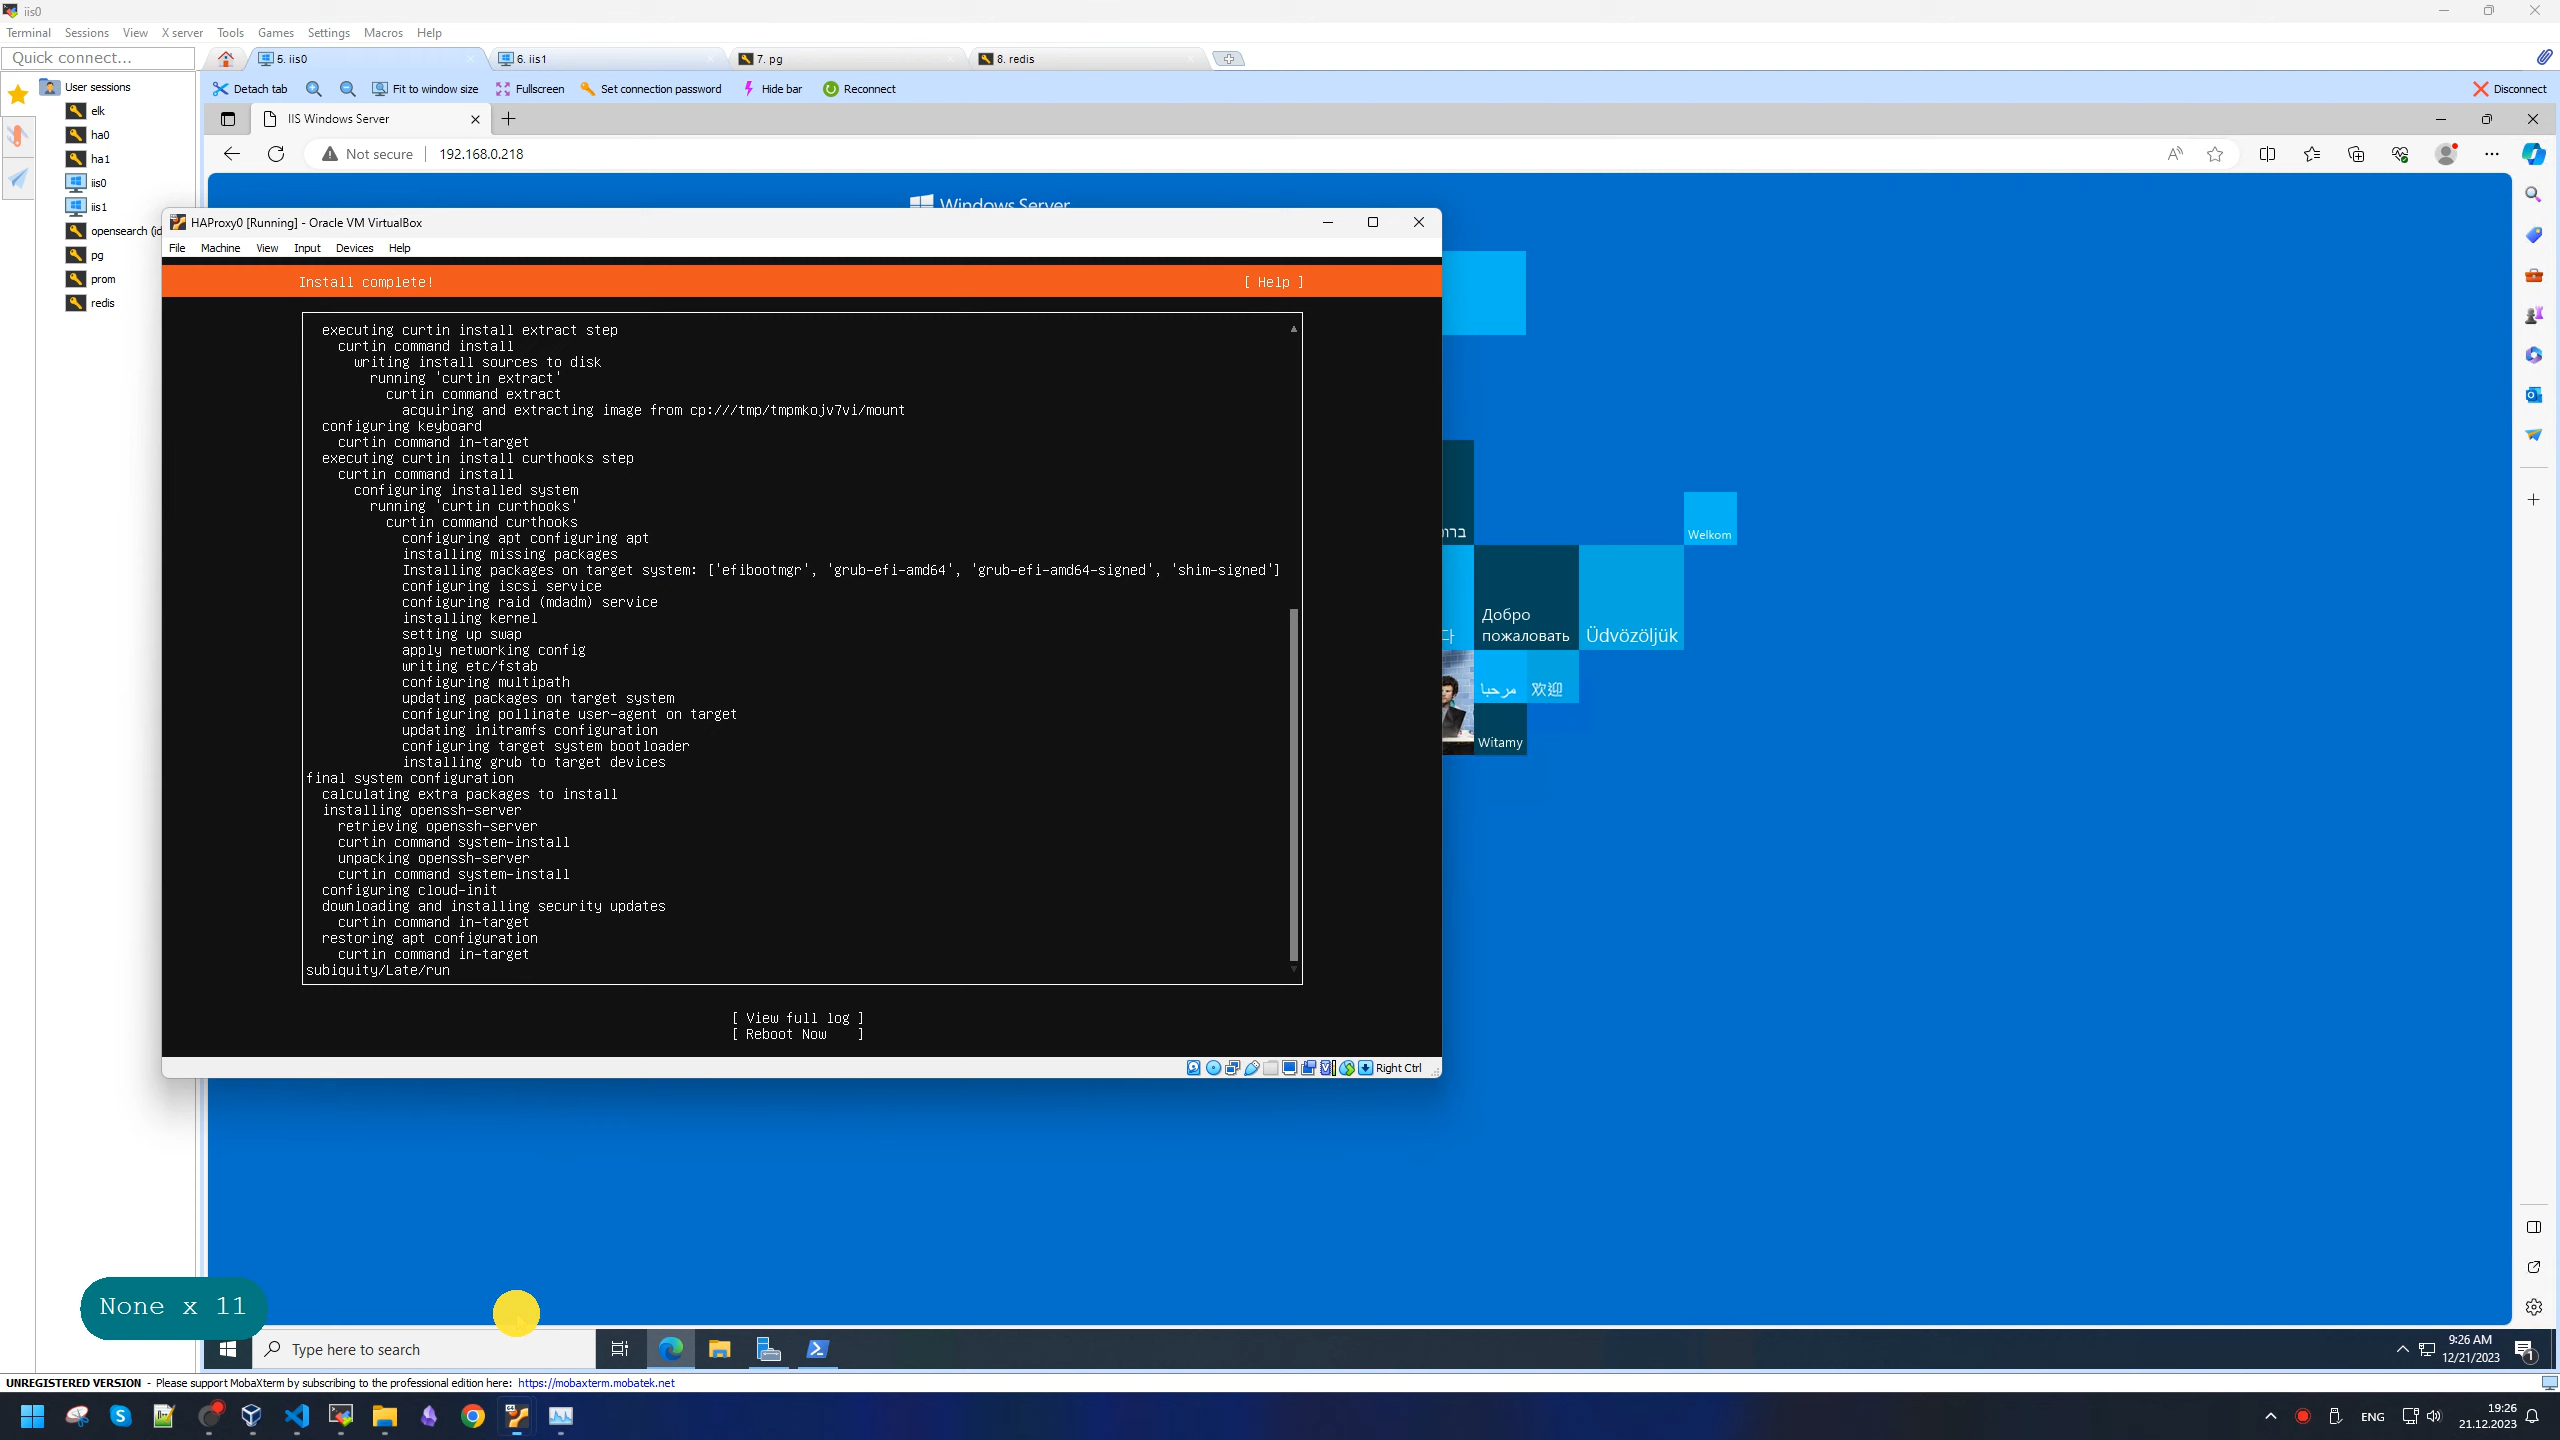 iis0
Terminal Sessions View X server Tools Games Settings Macros Help
Quick connect...
5. iis0
6. iis1
7. pg
8. redis
User sessions
elk
ha0
ha1
iis0
iis1
opensearch (id
pg
prom
redis
Detach tab Fit to window size Fullscreen Set connection password Hide bar Reconnect Disconnect
IIS Windows Server
Not secure 192.168.0.218
Windows Server
HAProxy0 [Running] - Oracle VM VirtualBox
File Machine View Input Devices Help
Install complete! [ Help ]
executing curtin install extract step
curtin command install
writing install sources to disk
running 'curtin extract'
curtin command extract
acquiring and extracting image from cp:///tmp/tmpmkojv7vi/mount
configuring keyboard
curtin command in-target
executing curtin install curthooks step
curtin command install
configuring installed system
running 'curtin curthooks'
curtin command curthooks
configuring apt configuring apt
installing missing packages
Installing packages on target system: ['efibootmgr', 'grub-efi-amd64', 'grub-efi-amd64-signed', 'shim-signed']
configuring iscsi service
configuring raid (mdadm) service
installing kernel
setting up swap
apply networking config
writing etc/fstab
configuring multipath
updating packages on target system
configuring pollinate user-agent on target
updating initramfs configuration
configuring target system bootloader
installing grub to target devices
final system configuration
calculating extra packages to install
installing openssh-server
retrieving openssh-server
curtin command system-install
unpacking openssh-server
curtin command system-install
configuring cloud-init
downloading and installing security updates
curtin command in-target
restoring apt configuration
curtin command in-target
subiquity/Late/run
[ View full log ]
[ Reboot Now ]
Right Ctrl
Welkom
Добро
пожаловать
Üdvözöljük
مرحبا
欢迎
Witamy
None x 11
Type here to search
9:26 AM
12/21/2023
1
UNREGISTERED VERSION - Please support MobaXterm by subscribing to the professional edition here: https://mobaxterm.mobatek.net
ENG
19:26
21.12.2023